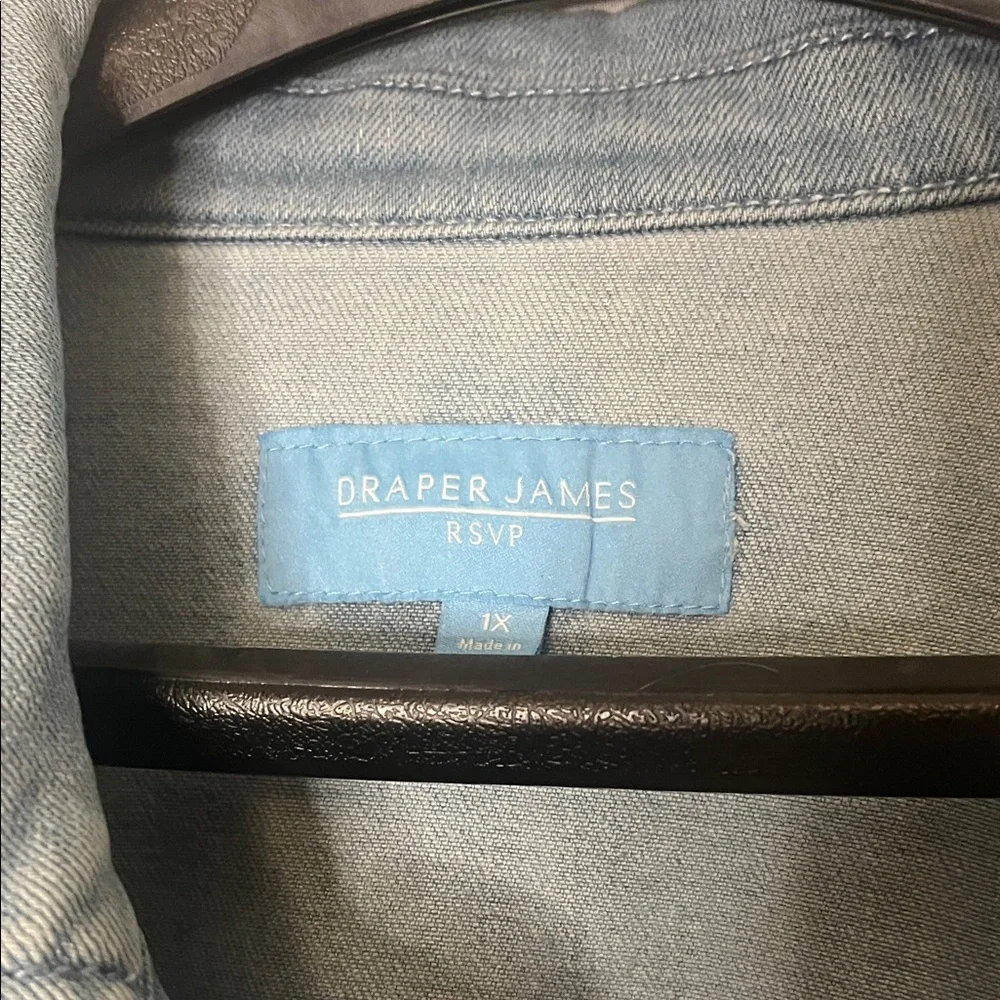 DRAPER JAMES
RSVP
1X
Made in